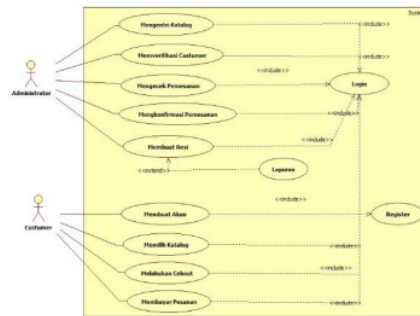 Mengentri Katalog
<<include>>
Memverifikasi Customer
<<include>>
Mengecek Pemesanan
<<include>>
Login
Administrator
Mengkonfirmasi Pemesanan
<<include>>
Membuat Resi
<<include>>
<<extend>>
Laporan
Membuat Akun
<<include>>
Register
Customer
Memilih Katalog
<<include>>
Melakukan Cekout
<<include>>
Membayar Pesanan
<<include>>